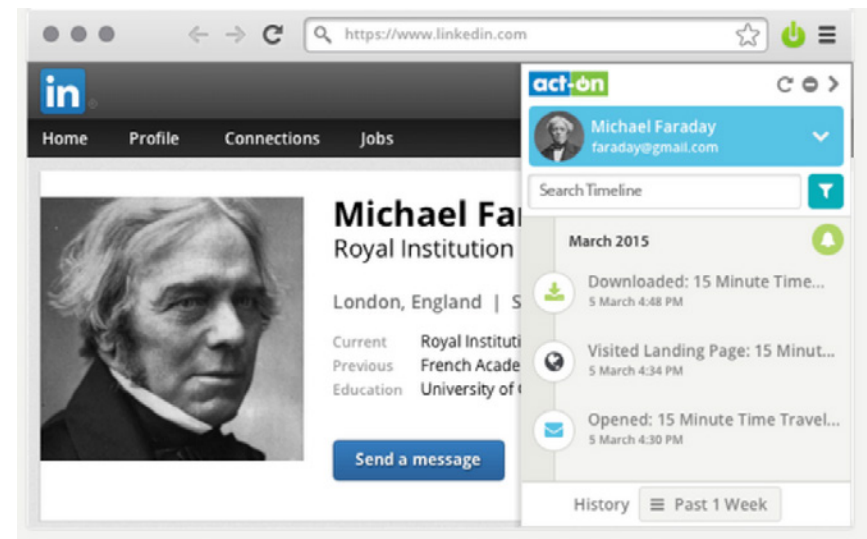 https://www.linkedin.com
in
Home Profile Connections Jobs
Michael Fa
Royal Institution
London, England | S
Current Royal Instituti
Previous French Acade
Education University of
Send a message
act-on
Michael Faraday
faraday@gmail.com
Search Timeline
March 2015
Downloaded: 15 Minute Time...
5 March 4:48 PM
Visited Landing Page: 15 Minut...
5 March 4:34 PM
Opened: 15 Minute Time Travel...
5 March 4:30 PM
History Past 1 Week